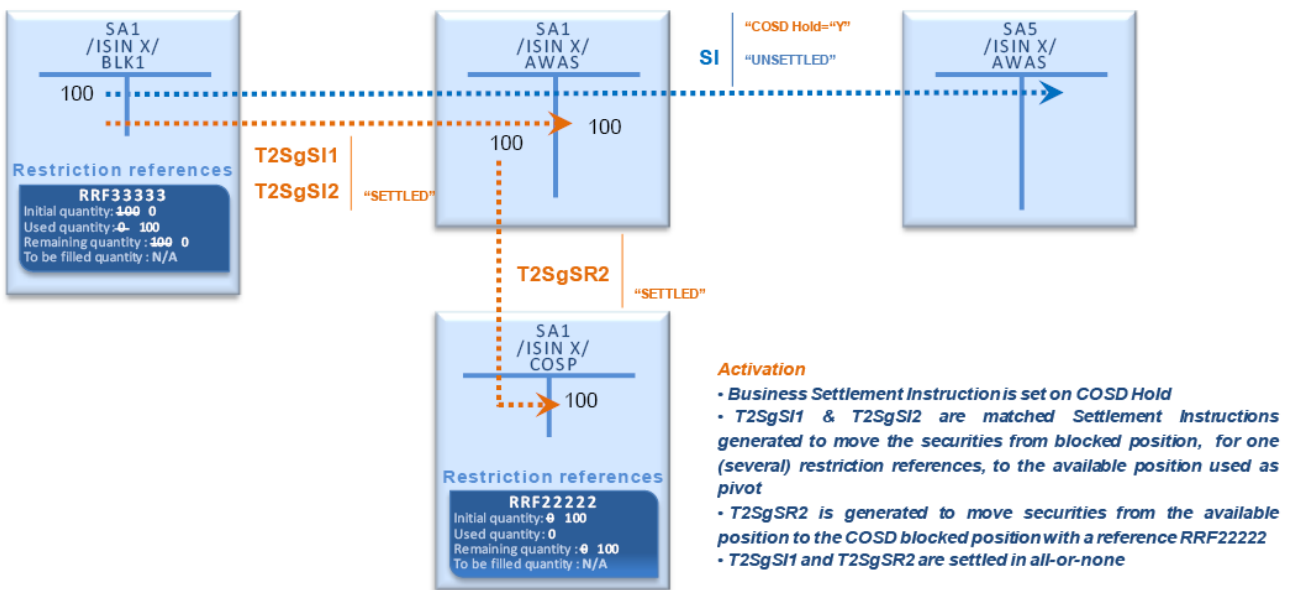 SA1
/ISIN X/
BLK1
100
Restriction references
RRF33333
Initial quantity: 100 0
Used quantity: 0 100
Remaining quantity : 100 0
To be filled quantity : N/A
T2SgSI1
T2SgSI2
"SETTLED"
SA1
/ISIN X/
AWAS
100
100
SI
"COSD Hold="Y"
"UNSETTLED"
SA5
/ISIN X/
AWAS
T2SgSR2
"SETTLED"
SA1
/ISIN X/
COSP
100
Restriction references
RRF22222
Initial quantity: 0 100
Used quantity: 0
Remaining quantity : 0 100
To be filled quantity : N/A
Activation
• Business Settlement Instruction is set on COSD Hold
• T2SgSI1 & T2SgSI2 are matched Settlement Instructions
generated to move the securities from blocked position, for one
(several) restriction references, to the available position used as
pivot
• T2SgSR2 is generated to move securities from the available
position to the COSD blocked position with a reference RRF22222
• T2SgSI1 and T2SgSR2 are settled in all-or-none